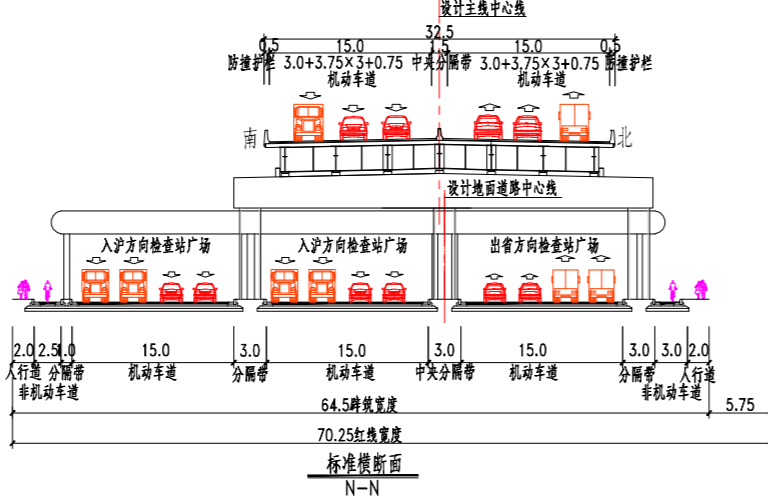 设计主线中心线
32.5
0.5 15.0 1.5 15.0 0.5
防撞护栏 3.0+3.75×3+0.75 中央分隔带 3.0+3.75×3+0.75 防撞护栏
机动车道 机动车道
南 北
设计地面道路中心线
入沪方向检查站广场 入沪方向检查站广场 出省方向检查站广场
2.0 2.5 1.0 15.0 3.0 15.0 3.0 15.0 3.0 3.0 2.0
人行道 分隔带 机动车道 分隔带 机动车道 中央分隔带 机动车道 分隔带 人行道
非机动车道 非机动车道
64.5 筑宽度 5.75
70.25红线宽度
标准横断面
N-N